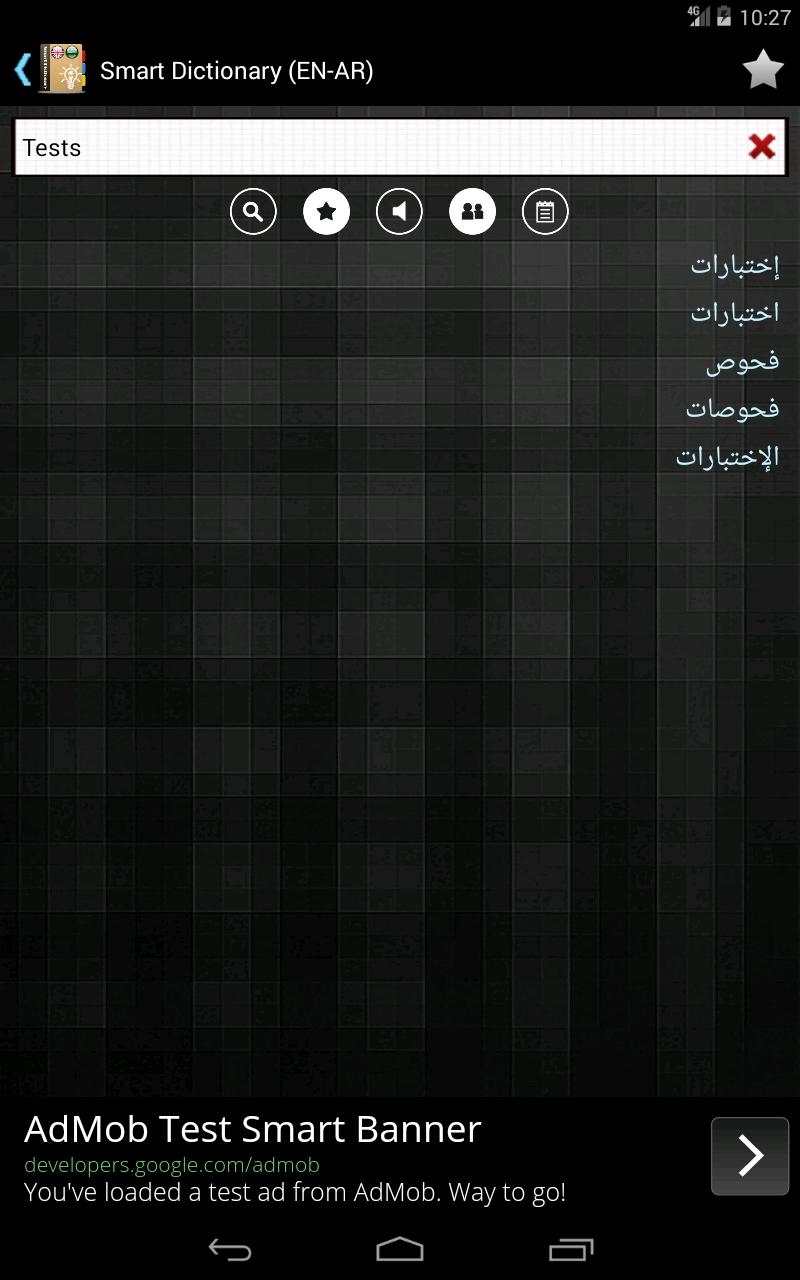 4G 10:27
Smart Dictionary (EN-AR)
Tests
إختبارات
اختبارات
فحوص
فحوصات
الإختبارات
AdMob Test Smart Banner
developers.google.com/admob
You've loaded a test ad from AdMob. Way to go!